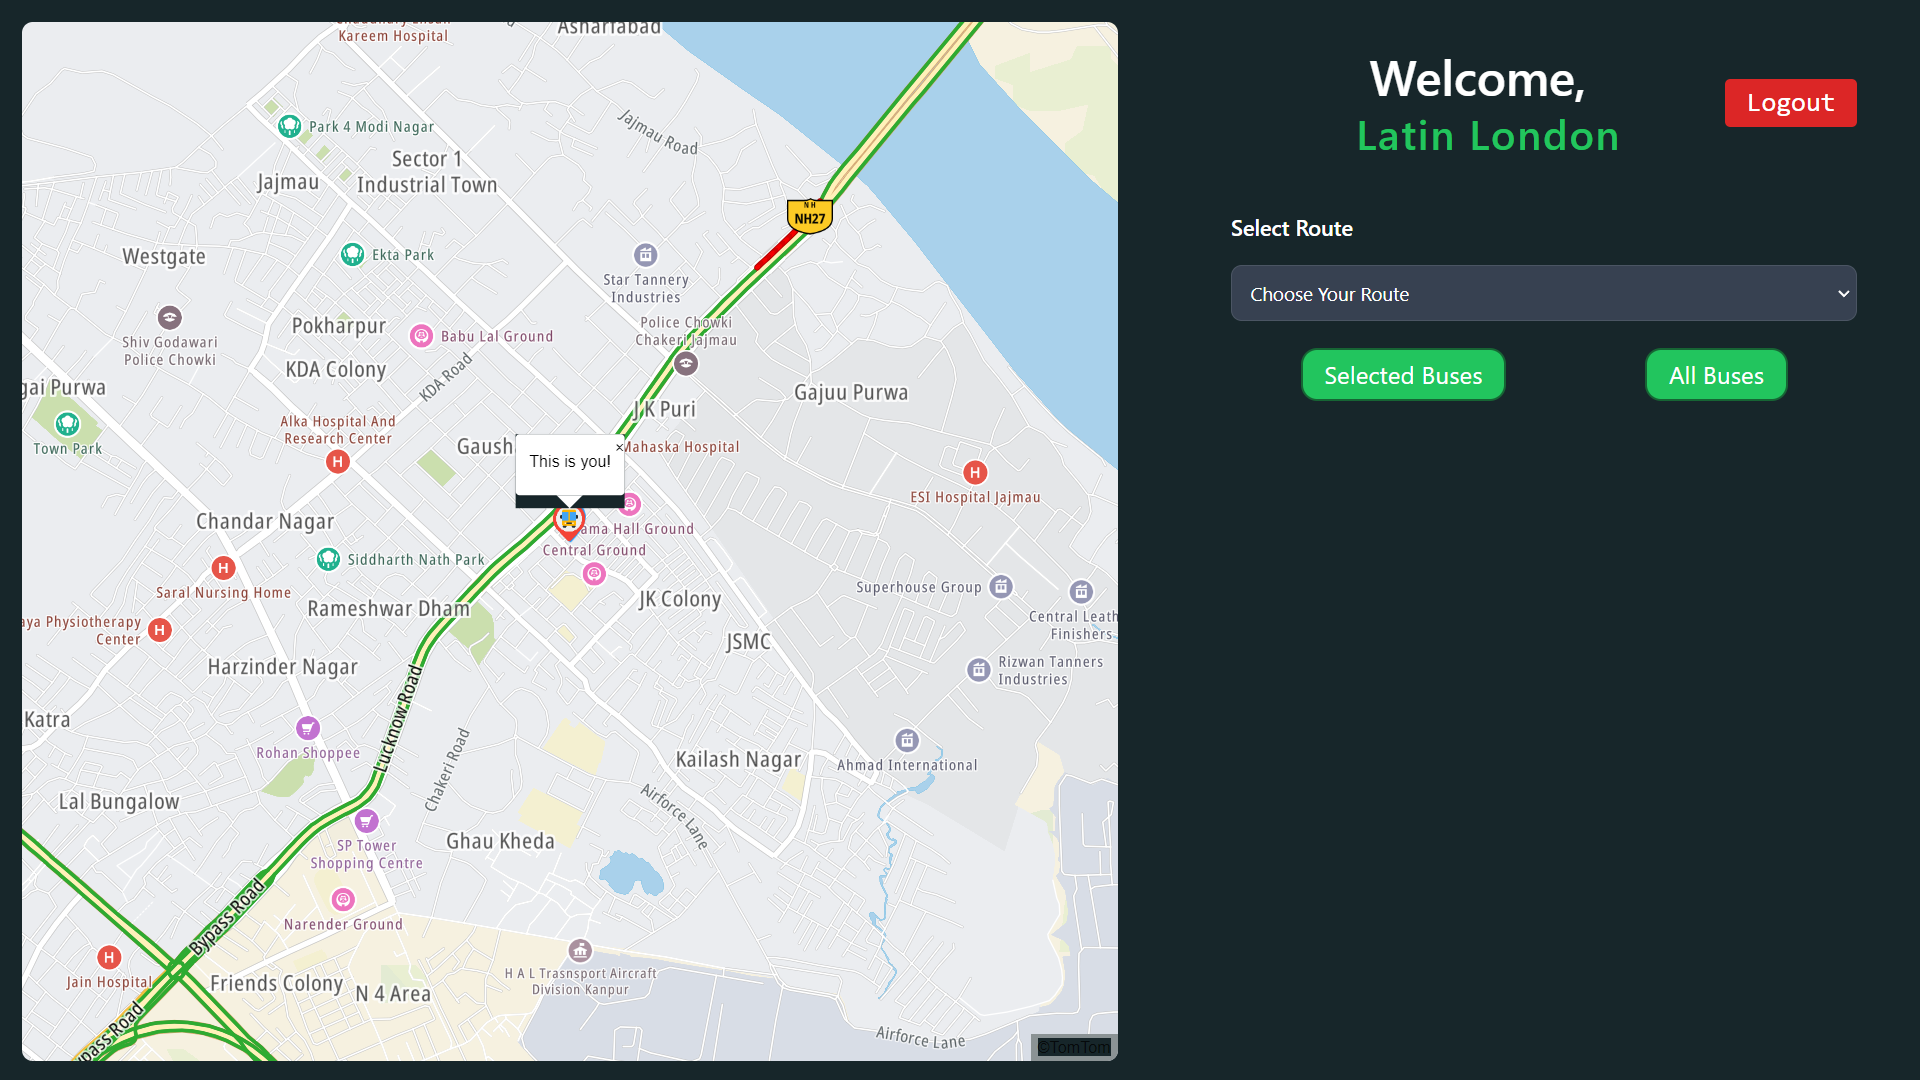 Kareem Hospital
Asharfabad
Park 4 Modi Nagar
Jajmau Road
Sector 1
Industrial Town
Jajmau
NH
NH27
Westgate
Ekta Park
Star Tannery
Industries
Shiv Godawari
Police Chowki
Pokharpur
Babu Lal Ground
Police Chowki
Chakeri Jajmau
KDA Colony
KDA Road
gai Purwa
Gajuu Purwa
J K Puri
Alka Hospital And
Research Center
Town Park
Gaush
Mahaska Hospital
This is you!
×
ESI Hospital Jajmau
Chandar Nagar
ama Hall Ground
Central Ground
Siddharth Nath Park
Saral Nursing Home
Superhouse Group
Rameshwar Dham
JK Colony
Central Leath
Finishers
aya Physiotherapy
Center
JSMC
Harzinder Nagar
Rizwan Tanners
Industries
Lucknow Road
Katra
Rohan Shoppee
Chakeri Road
Kailash Nagar
Ahmad International
Lal Bungalow
Airforce Lane
SP Tower
Shopping Centre
Ghau Kheda
Bypass Road
Narender Ground
Jain Hospital
Friends Colony
N 4 Area
H A L Trasnsport Aircraft
Division Kanpur
ypass Road
Airforce Lane
©TomTom
Welcome,
Latin London
Logout
Select Route
Choose Your Route
Selected Buses
All Buses